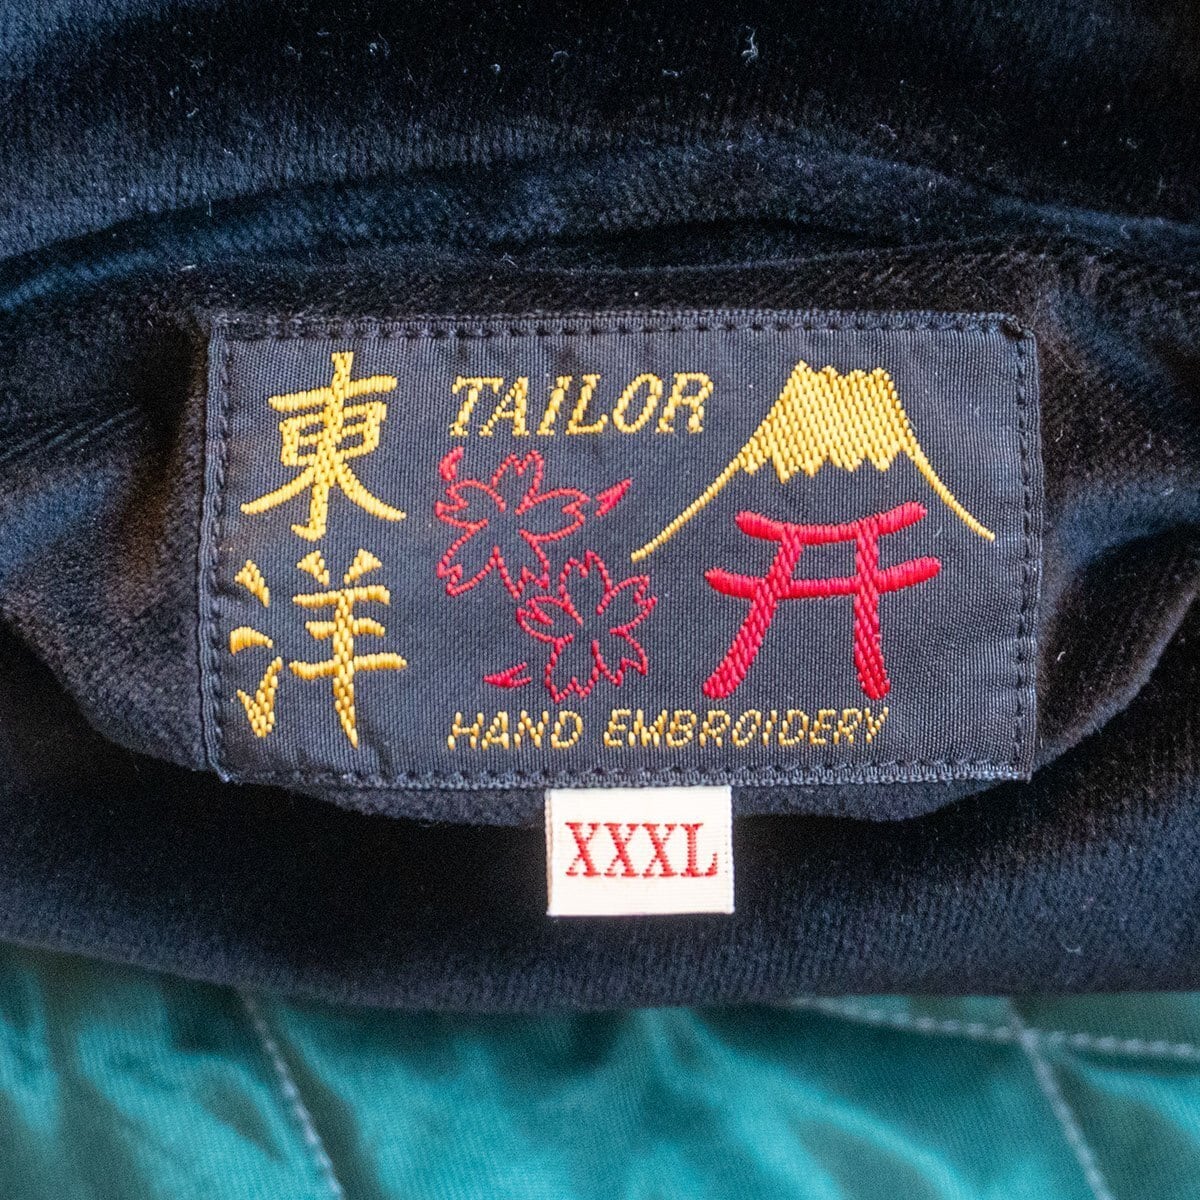 東洋
TAILOR
HAND EMBROIDERY
XXXL